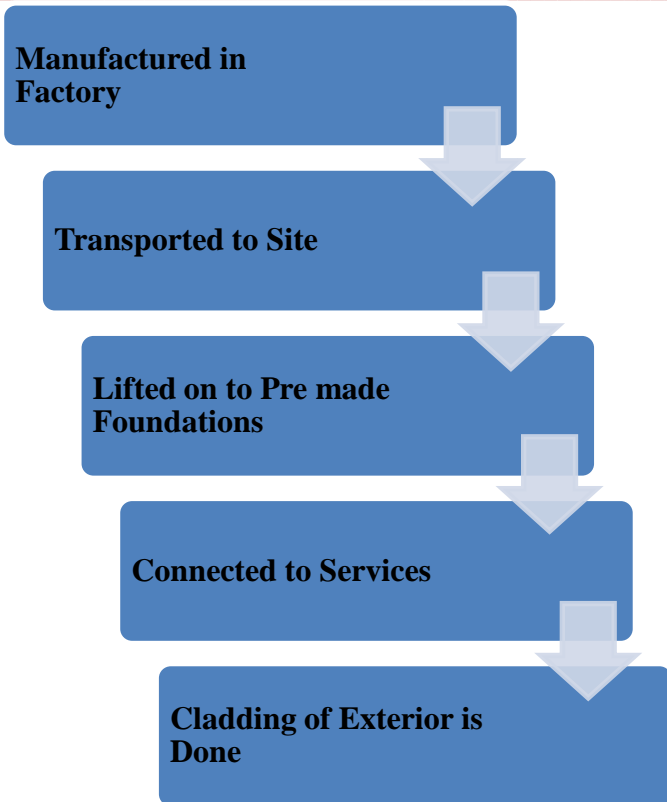 Manufactured in
Factory
Transported to Site
Lifted on to Pre made
Foundations
Connected to Services
Cladding of Exterior is
Done